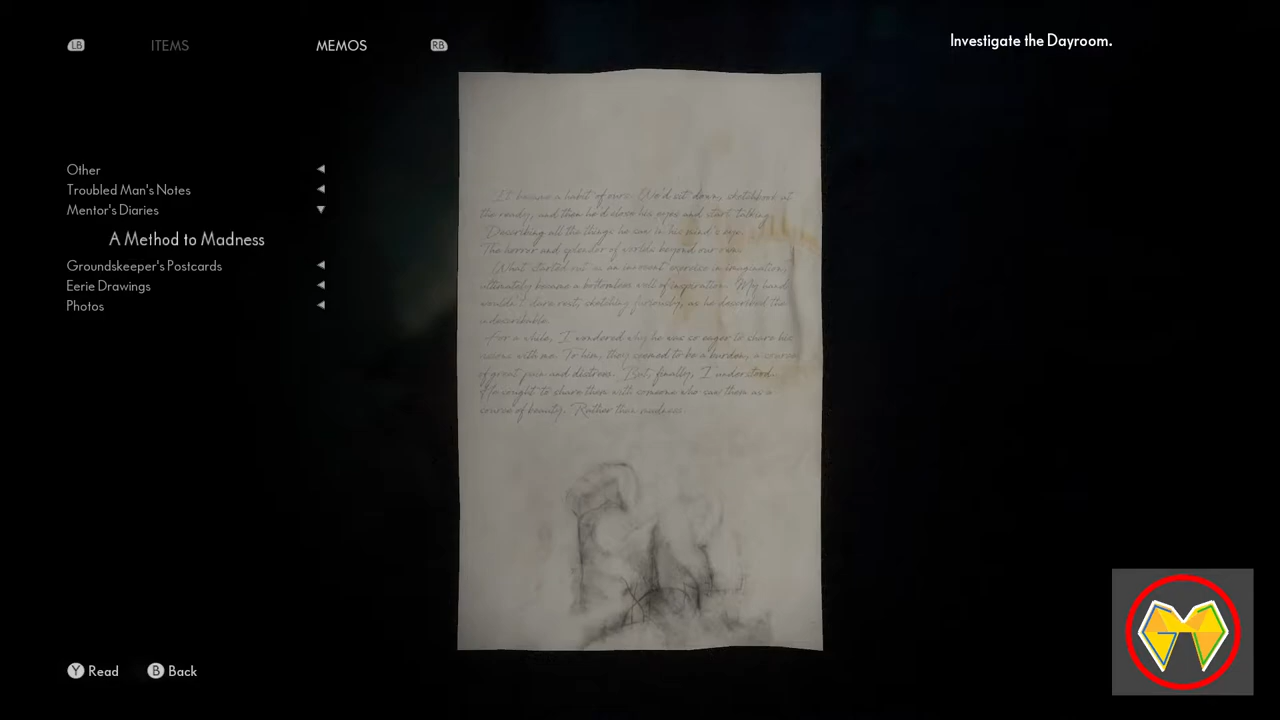 LB
ITEMS
MEMOS
RB
Investigate the Dayroom.
Other
Troubled Man's Notes
Mentor's Diaries
A Method to Madness
Groundskeeper's Postcards
Eerie Drawings
Photos
It became a habit of ours. We'd sit down, sketchbook at
the ready, and then he'd close his eyes and start talking.
Describing all the things he saw in his mind's eye.
The horror and splendor of worlds beyond our own.
What started out as an innocent exercise in imagination,
ultimately became a bottomless well of inspiration. My hand
wouldn't dare rest, sketching furiously, as he described the
indescribable.
For a while, I wondered why he was so eager to share his
visions with me. To him, they seemed to be a burden, a source
of great pain and distress. But, finally, I understand.
He sought to share them with someone who saw them as a
source of beauty. Rather than madness.
Y Read
B Back